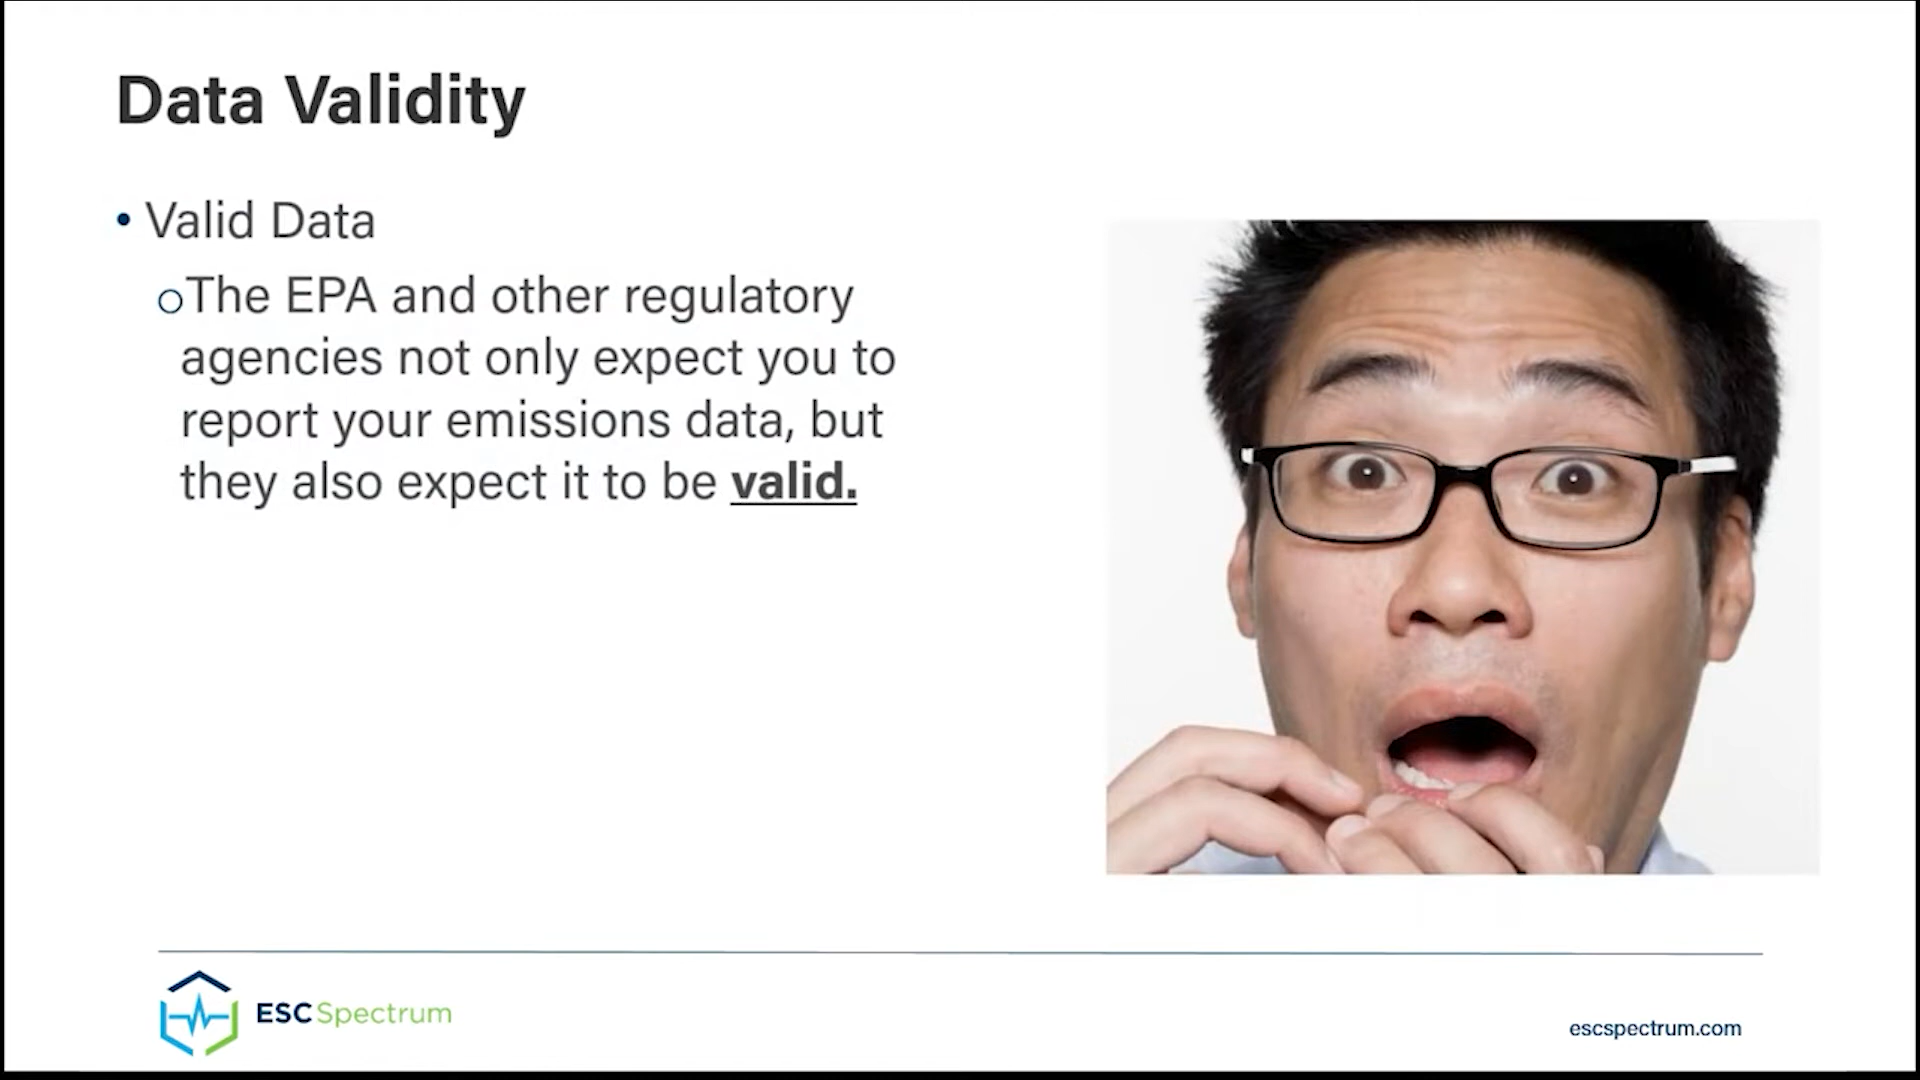 Data Validity
• Valid Data
○The EPA and other regulatory
agencies not only expect you to
report your emissions data, but
they also expect it to be valid.
ESC Spectrum
escspectrum.com